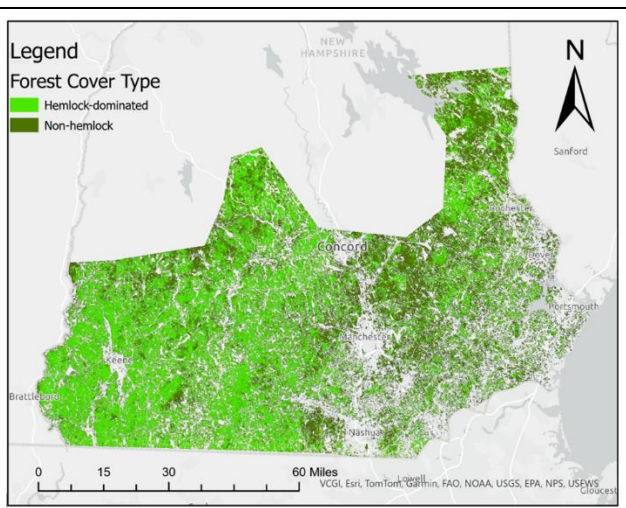 Legend
Forest Cover Type
Hemlock-dominated
Non-hemlock
NEW
HAMPSHIRE
N
Sanford
Rochester
Concord
Dover
Portsmouth
Manchester
Keene
Brattleboro
Nashua
0 15 30 60 Miles
Lowell
VCGI, Esri, TomTom, Garmin, FAO, NOAA, USGS, EPA, NPS, USFWS
Gloucest